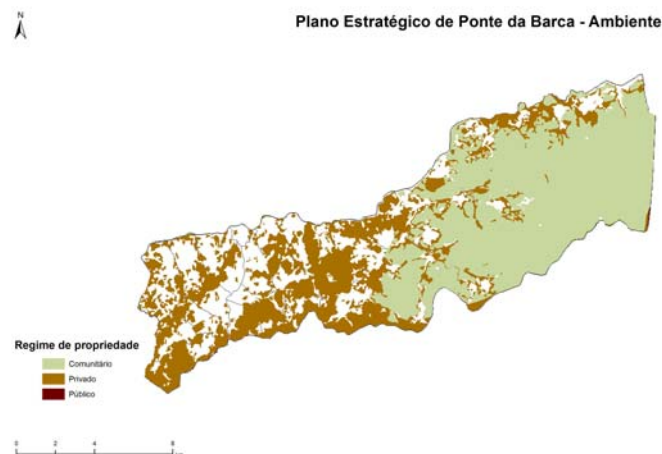 N
Plano Estratégico de Ponte da Barca - Ambiente
Regime de propriedade
Comunitário
Privado
Público
0 2 4 8